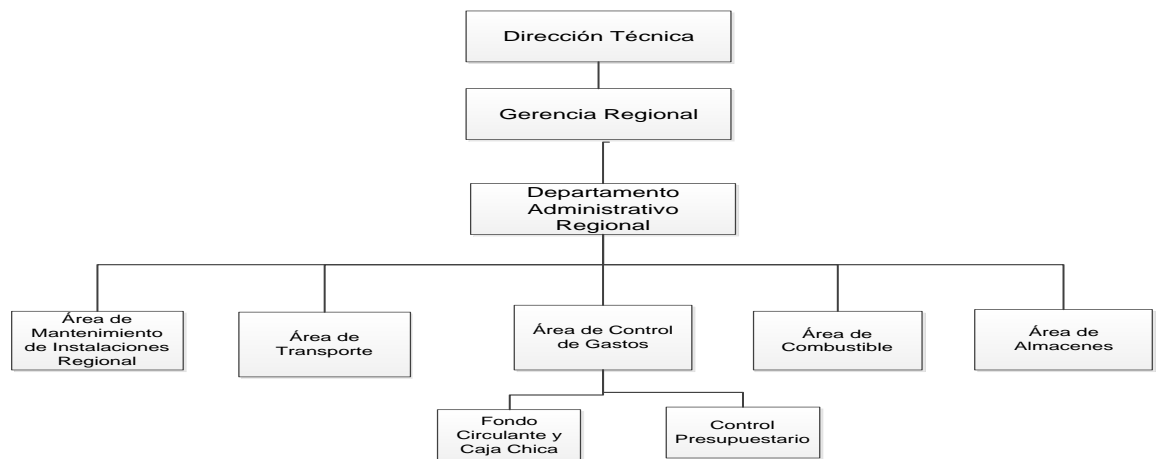 Dirección Técnica
Gerencia Regional
Departamento
Administrativo
Regional
Área de
Mantenimiento
de Instalaciones
Regional
Área de
Transporte
Área de Control
de Gastos
Área de
Combustible
Área de
Almacenes
Fondo
Circulante y
Caja Chica
Control
Presupuestario